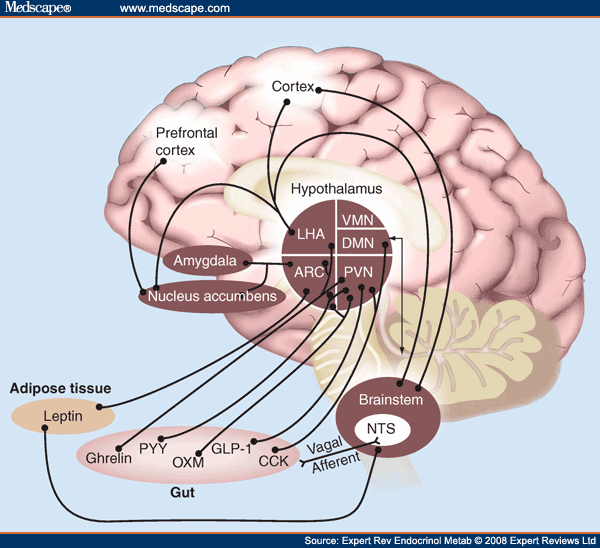 Medscape® www.medscape.com
Cortex
Prefrontal
cortex
Hypothalamus
VMN
LHA
DMN
Amygdala
ARC
PVN
Nucleus accumbens
Adipose tissue
Leptin
Brainstem
NTS
Ghrelin
PYY
OXM
GLP-1
CCK
Vagal
Afferent
Gut
Source: Expert Rev Endocrinol Metab © 2008 Expert Reviews Ltd